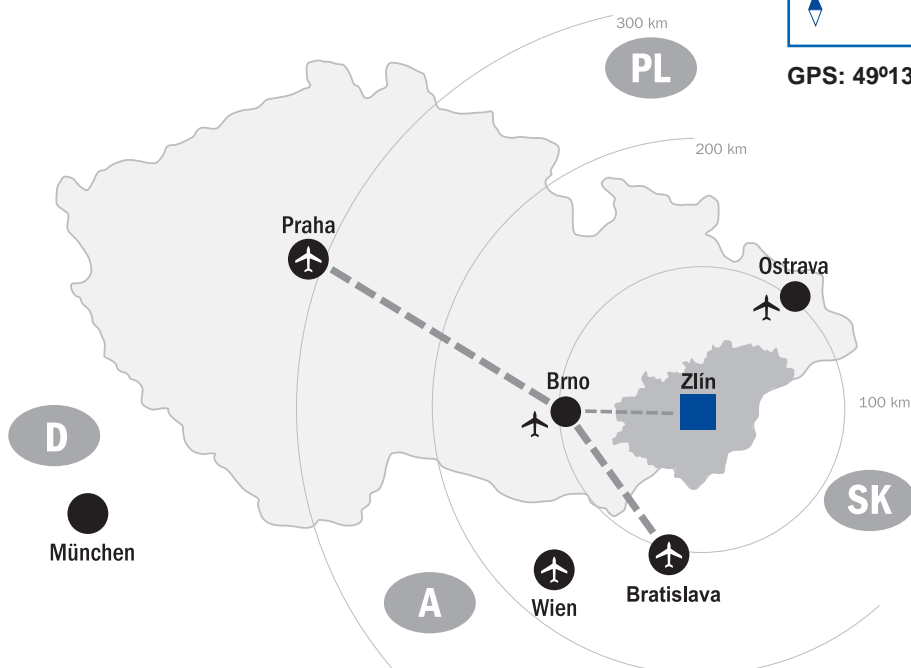 300 km
PL
GPS: 49º13
200 km
Praha
Ostrava
Brno
Zlín
100 km
D
SK
München
A
Wien
Bratislava